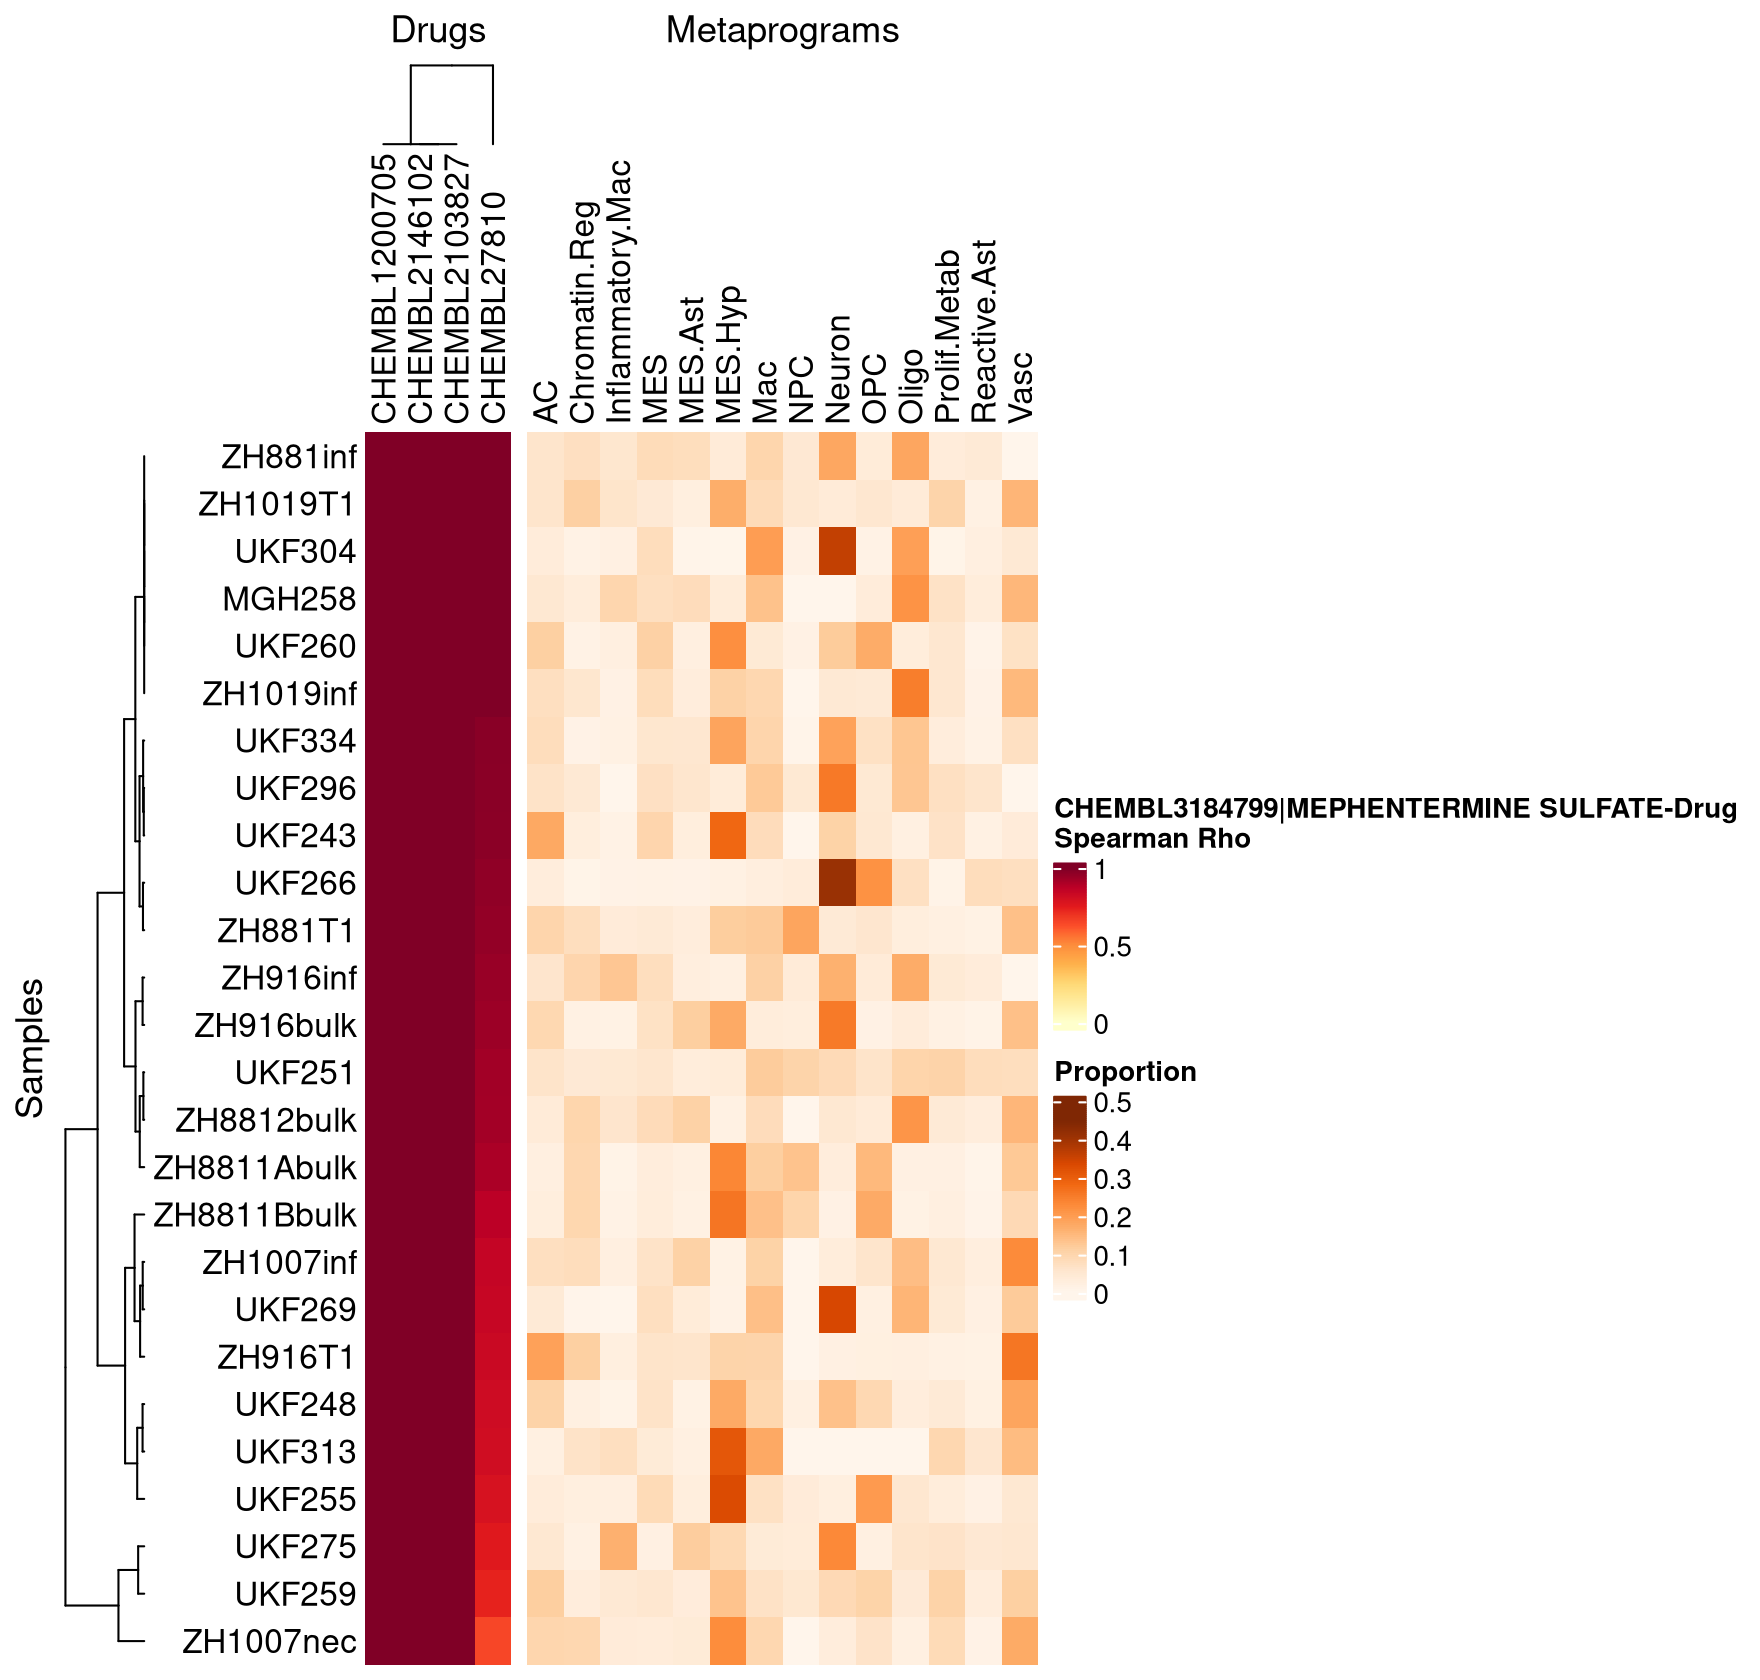 Drugs
Metaprograms
CHEMBL1200705
CHEMBL2146102
CHEMBL2103827
CHEMBL27810
AC
Chromatin.Reg
Inflammatory.Mac
MES
MES.Ast
MES.Hyp
Mac
NPC
Neuron
OPC
Oligo
Prolif.Metab
Reactive.Ast
Vasc
Samples
ZH881inf
ZH1019T1
UKF304
MGH258
UKF260
ZH1019inf
UKF334
UKF296
UKF243
UKF266
ZH881T1
ZH916inf
ZH916bulk
UKF251
ZH8812bulk
ZH8811Abulk
ZH8811Bbulk
ZH1007inf
UKF269
ZH916T1
UKF248
UKF313
UKF255
UKF275
UKF259
ZH1007nec
CHEMBL3184799|MEPHENTERMINE SULFATE-Drug
Spearman Rho
1
0.5
0
Proportion
0.5
0.4
0.3
0.2
0.1
0